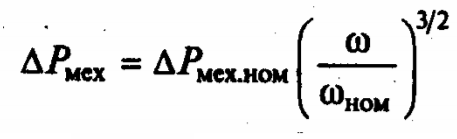 ΔP_мех = ΔP_мех.ном (ω / ω_ном)^3/2